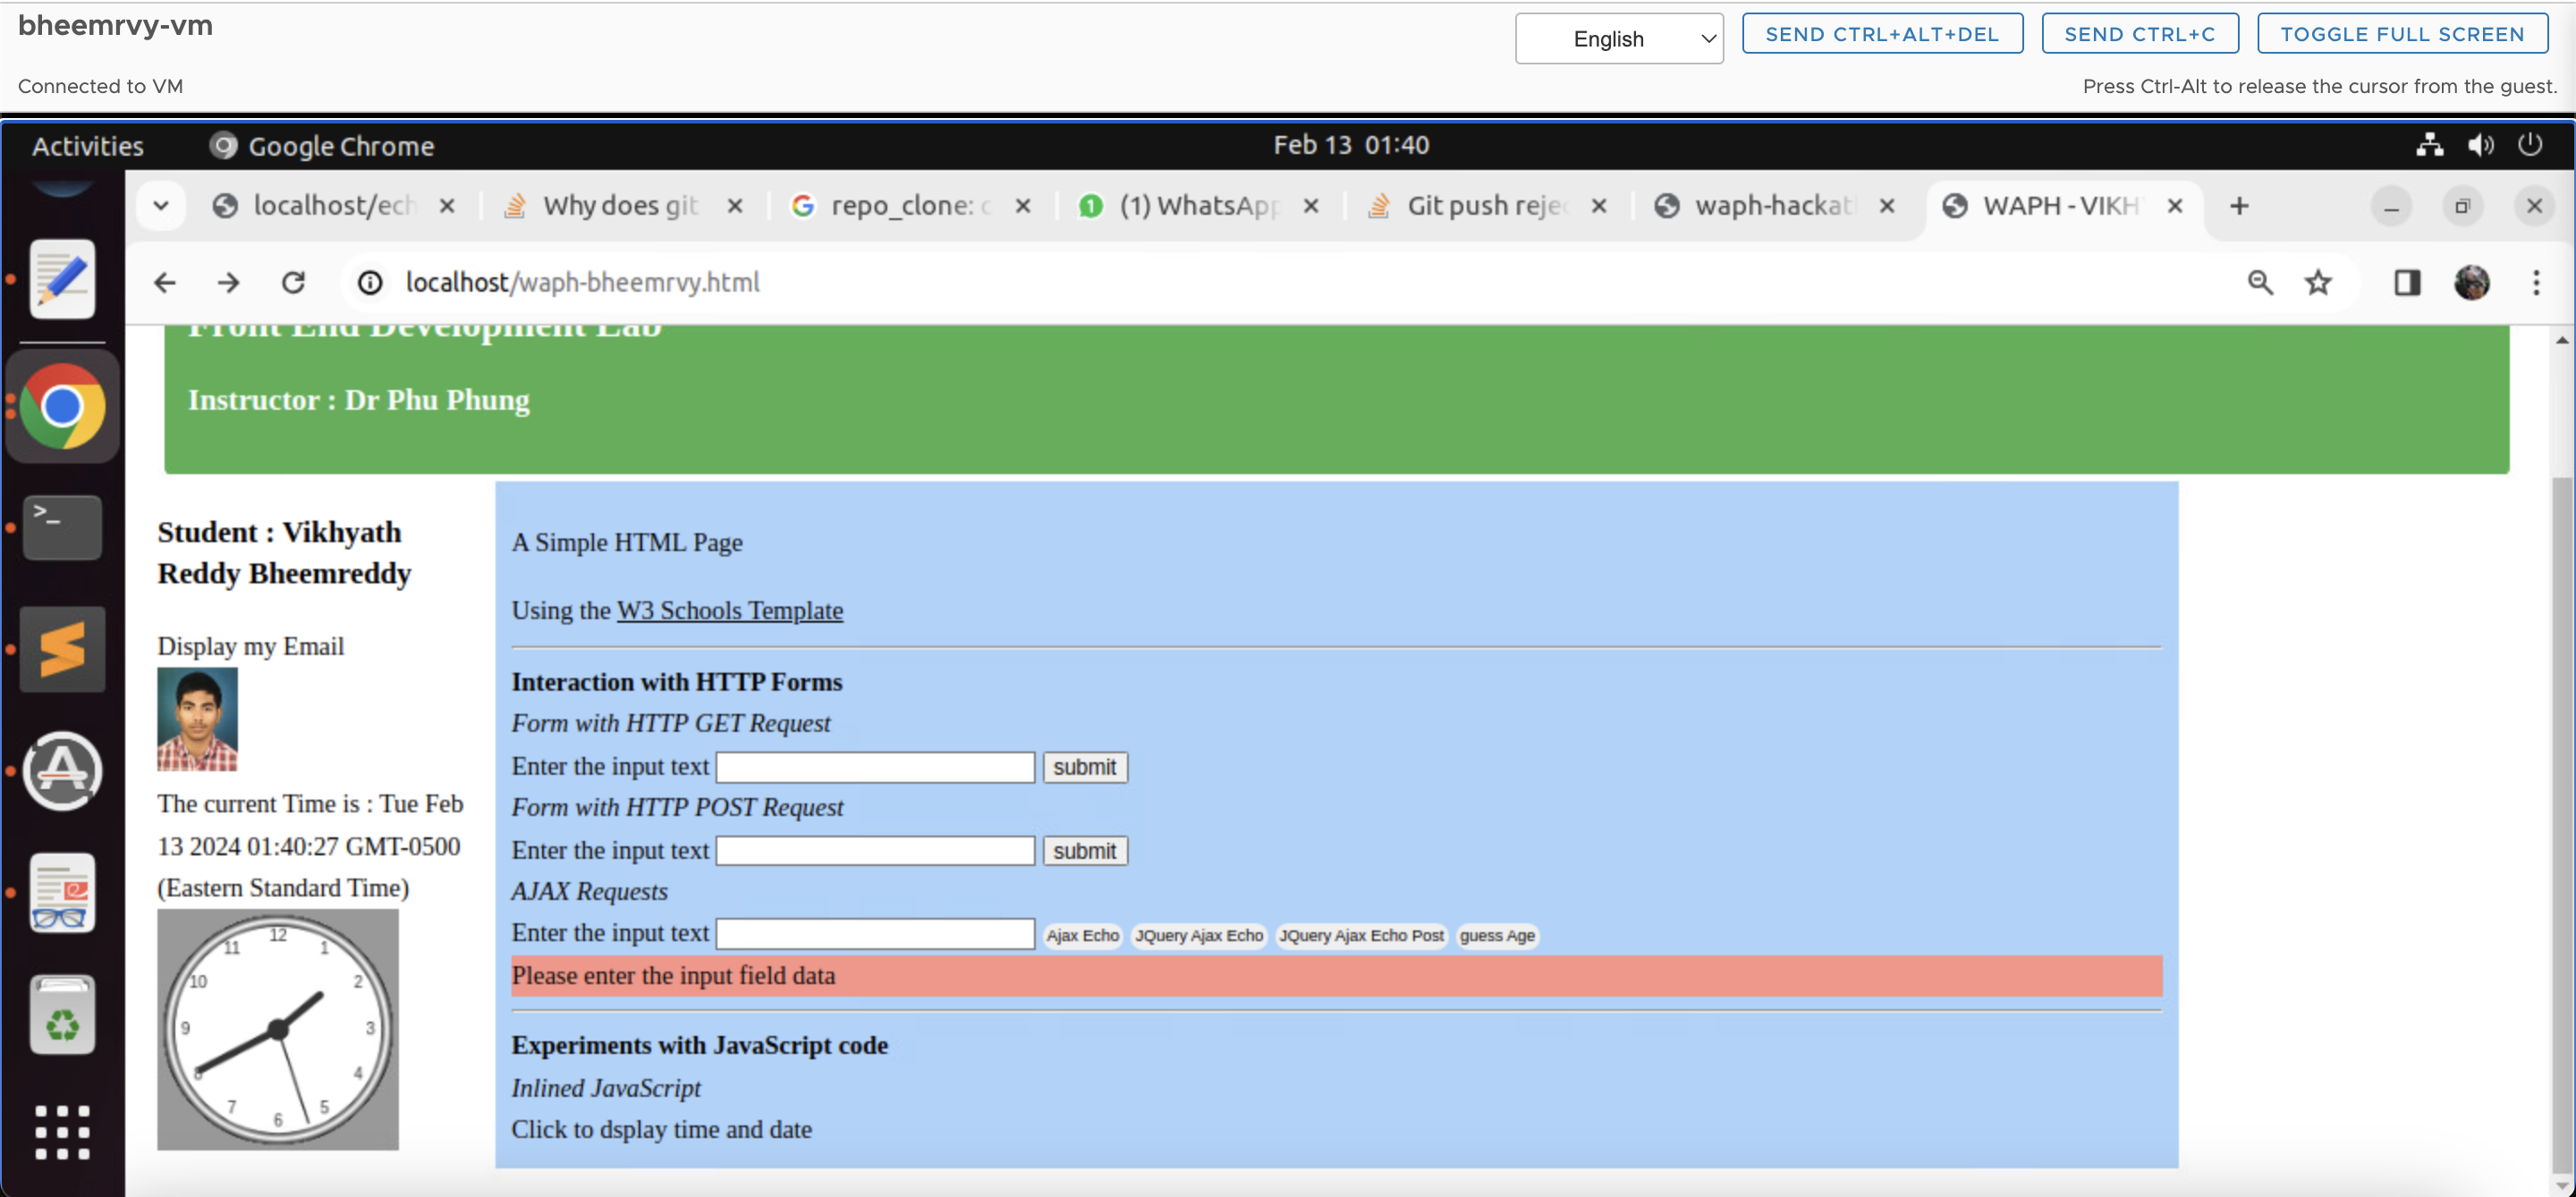 bheemrvy-vm
English
SEND CTRL+ALT+DEL
SEND CTRL+C
TOGGLE FULL SCREEN
Connected to VM
Press Ctrl-Alt to release the cursor from the guest.
Activities
Google Chrome
Feb 13 01:40
localhost/ech
Why does git
repo_clone: c
(1) WhatsApp
Git push rejec
waph-hackat
WAPH - VIKH
localhost/waph-bheemrvy.html
Front End Development Lab
Instructor : Dr Phu Phung
Student : Vikhyath
Reddy Bheemreddy
Display my Email
The current Time is : Tue Feb
13 2024 01:40:27 GMT-0500
(Eastern Standard Time)
12
11 1
10 2
9 3
8 4
7 5
6
A Simple HTML Page
Using the W3 Schools Template
Interaction with HTTP Forms
Form with HTTP GET Request
Enter the input text submit
Form with HTTP POST Request
Enter the input text submit
AJAX Requests
Enter the input text Ajax Echo JQuery Ajax Echo JQuery Ajax Echo Post guess Age
Please enter the input field data
Experiments with JavaScript code
Inlined JavaScript
Click to dsplay time and date